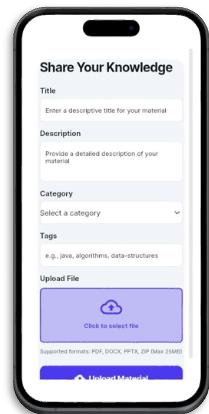 Share Your Knowledge
Title
Enter a descriptive title for your material
Description
Provide a detailed description of your
material
Category
Select a category
Tags
e.g., java, algorithms, data-structures
Upload File
Click to select file
Supported formats: PDF, DOCX, PPTX, ZIP (Max 25MB)
Upload Material